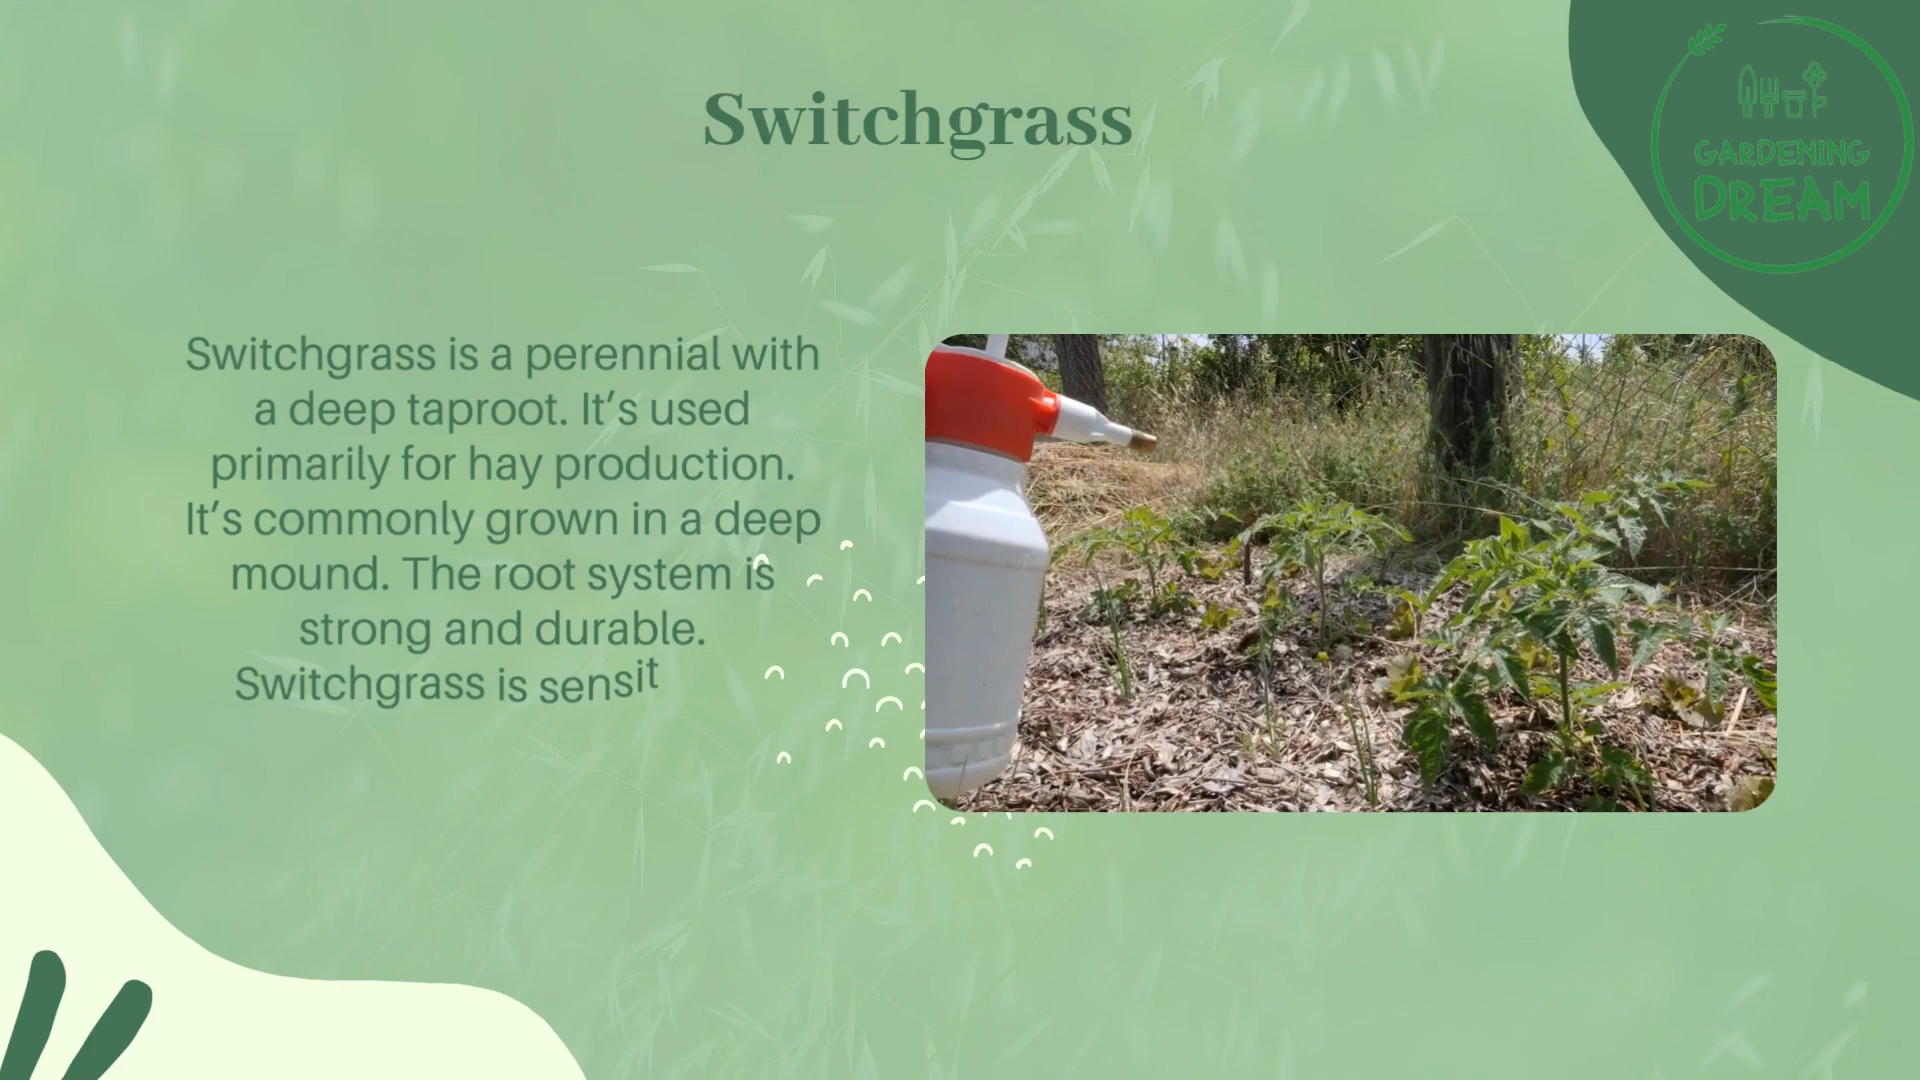 Switchgrass
GARDENING
DREAM
Switchgrass is a perennial with
a deep taproot. It’s used
primarily for hay production.
It’s commonly grown in a deep
mound. The root system is
strong and durable.
Switchgrass is sensit